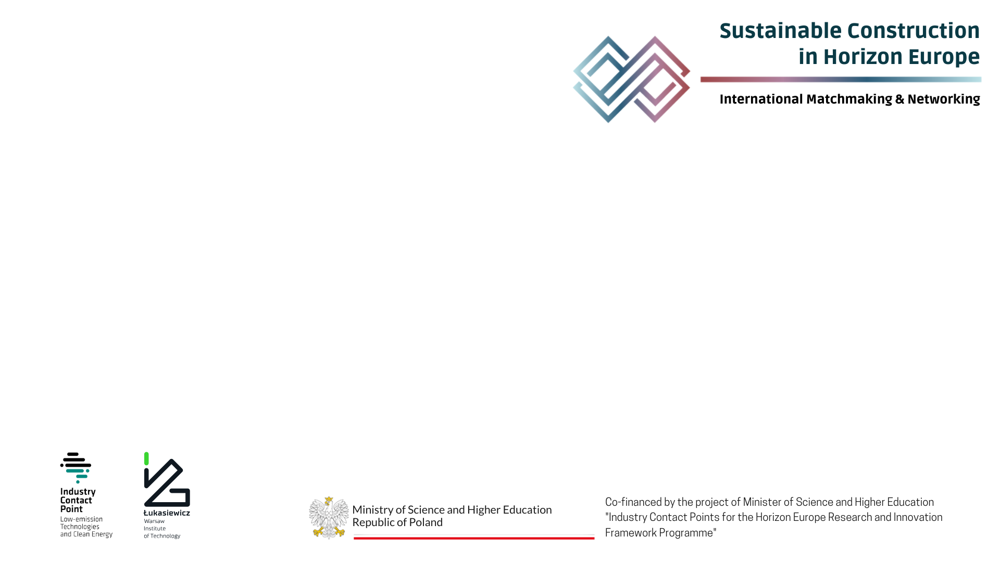 Sustainable Construction
in Horizon Europe
International Matchmaking & Networking
Industry
Contact
Point
Low-emission
Technologies
and Clean Energy
Łukasiewicz
Warsaw
Institute
of Technology
Ministry of Science and Higher Education
Republic of Poland
Co-financed by the project of Minister of Science and Higher Education
"Industry Contact Points for the Horizon Europe Research and Innovation
Framework Programme"